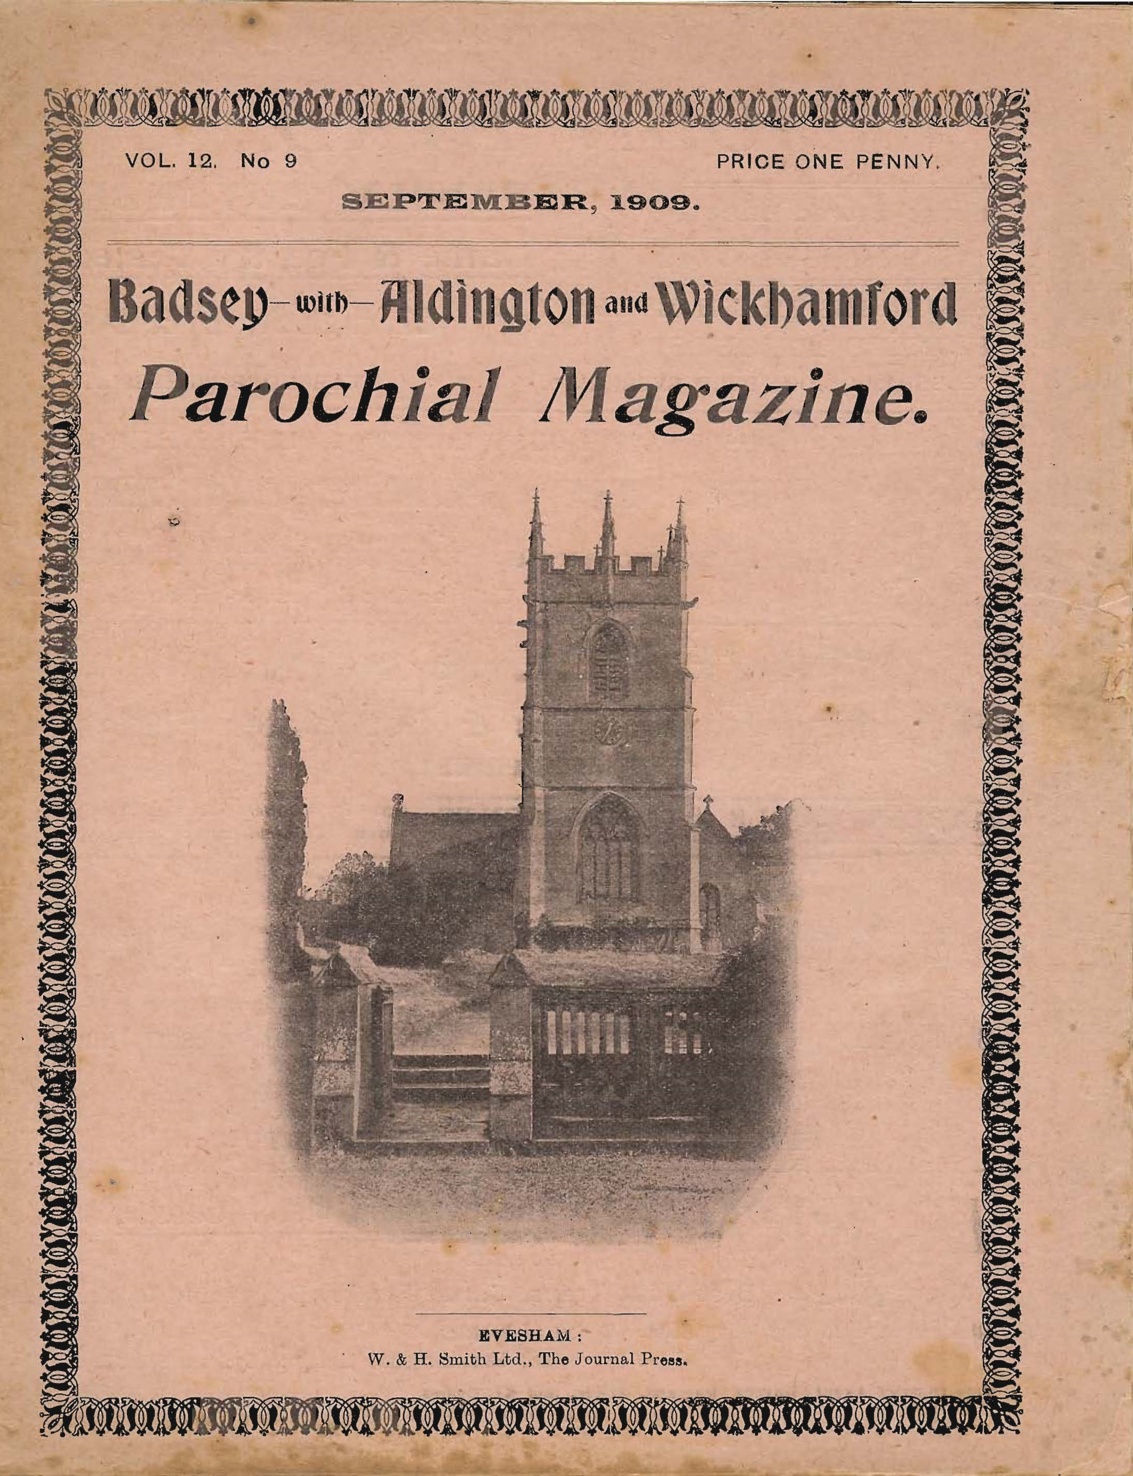 VOL. 12. No 9
PRICE ONE PENNY.
SEPTEMBER, 1909.
Badsey—with—Aldington and Wickhamford
Parochial Magazine.
EVESHAM:
W. & H. Smith Ltd., The Journal Press.